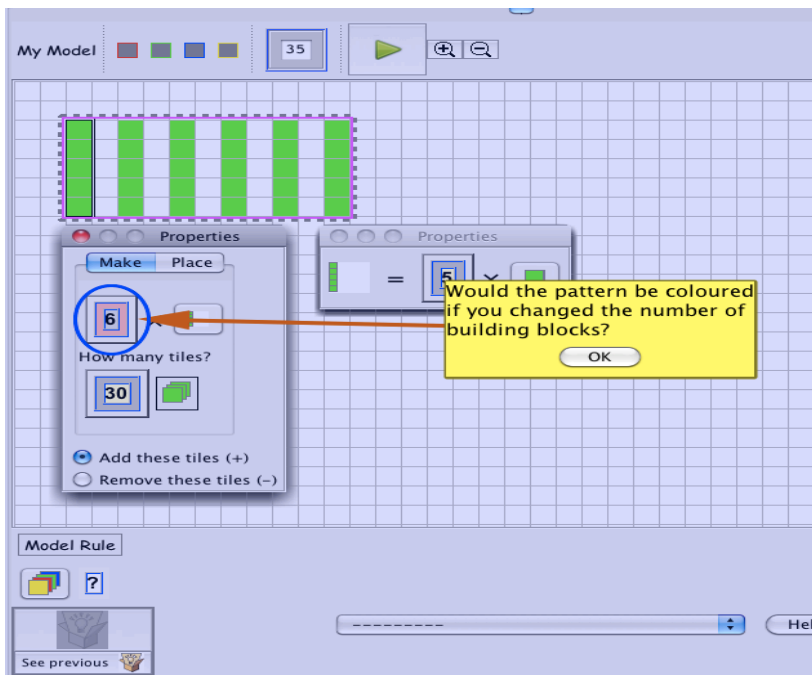 My Model
35
Properties
Make Place
6 ×
How many tiles?
30
Add these tiles (+)
Remove these tiles (-)
Properties
= 5 ×
Would the pattern be coloured
if you changed the number of
building blocks?
OK
Model Rule
?
See previous
---------
Hel